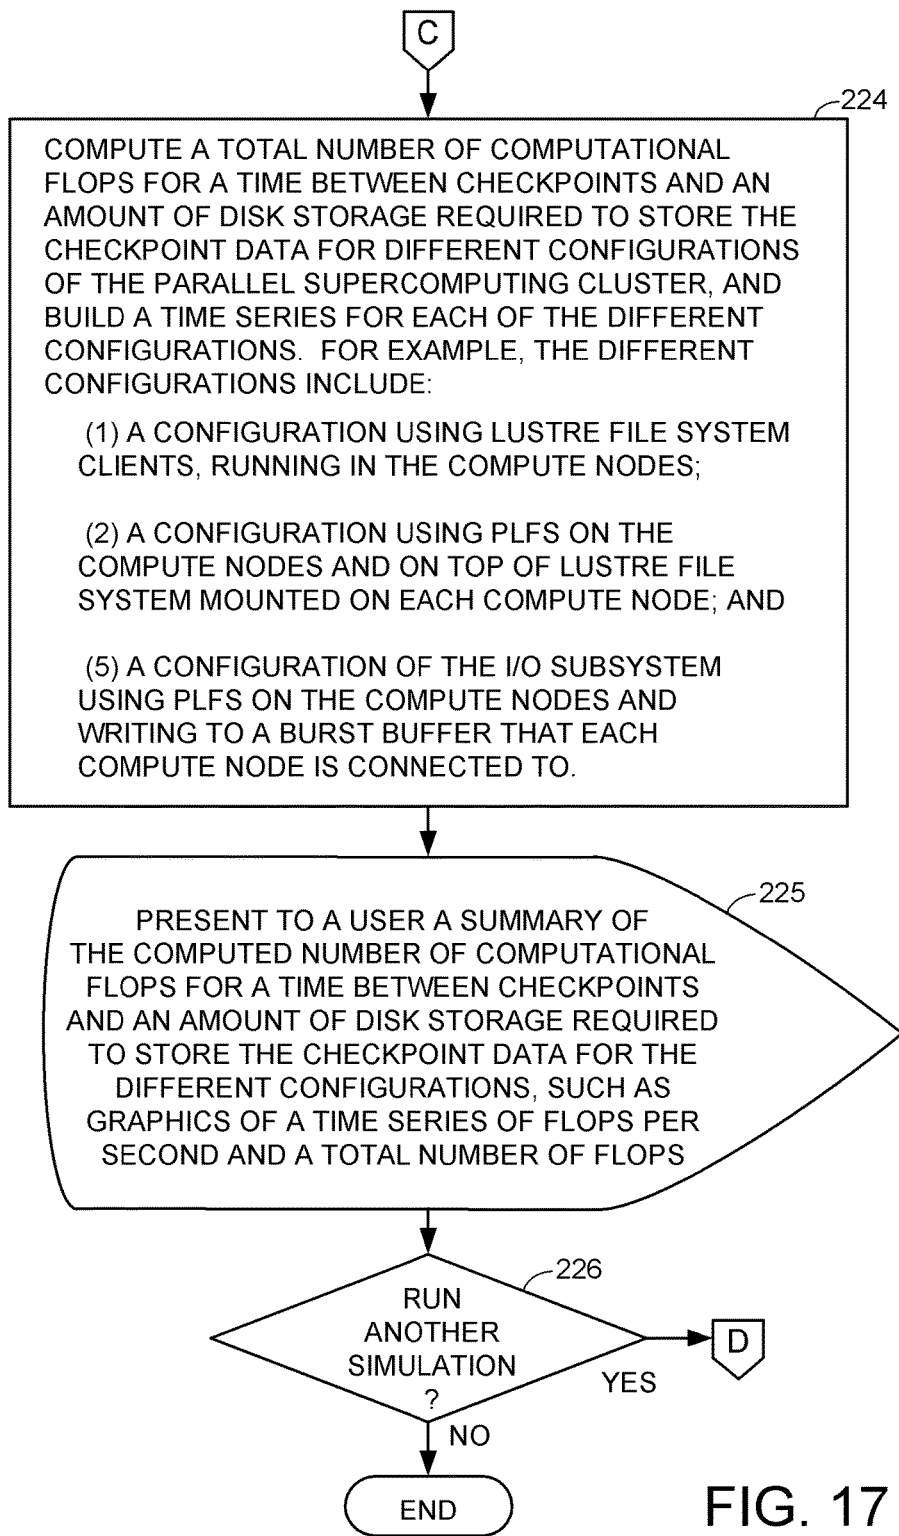 C
224
COMPUTE A TOTAL NUMBER OF COMPUTATIONAL
FLOPS FOR A TIME BETWEEN CHECKPOINTS AND AN
AMOUNT OF DISK STORAGE REQUIRED TO STORE THE
CHECKPOINT DATA FOR DIFFERENT CONFIGURATIONS
OF THE PARALLEL SUPERCOMPUTING CLUSTER, AND
BUILD A TIME SERIES FOR EACH OF THE DIFFERENT
CONFIGURATIONS. FOR EXAMPLE, THE DIFFERENT
CONFIGURATIONS INCLUDE:
(1) A CONFIGURATION USING LUSTRE FILE SYSTEM
CLIENTS, RUNNING IN THE COMPUTE NODES;
(2) A CONFIGURATION USING PLFS ON THE
COMPUTE NODES AND ON TOP OF LUSTRE FILE
SYSTEM MOUNTED ON EACH COMPUTE NODE; AND
(5) A CONFIGURATION OF THE I/O SUBSYSTEM
USING PLFS ON THE COMPUTE NODES AND
WRITING TO A BURST BUFFER THAT EACH
COMPUTE NODE IS CONNECTED TO.
225
PRESENT TO A USER A SUMMARY OF
THE COMPUTED NUMBER OF COMPUTATIONAL
FLOPS FOR A TIME BETWEEN CHECKPOINTS
AND AN AMOUNT OF DISK STORAGE REQUIRED
TO STORE THE CHECKPOINT DATA FOR THE
DIFFERENT CONFIGURATIONS, SUCH AS
GRAPHICS OF A TIME SERIES OF FLOPS PER
SECOND AND A TOTAL NUMBER OF FLOPS
226
RUN
ANOTHER
SIMULATION
?
YES
D
NO
END
FIG. 17